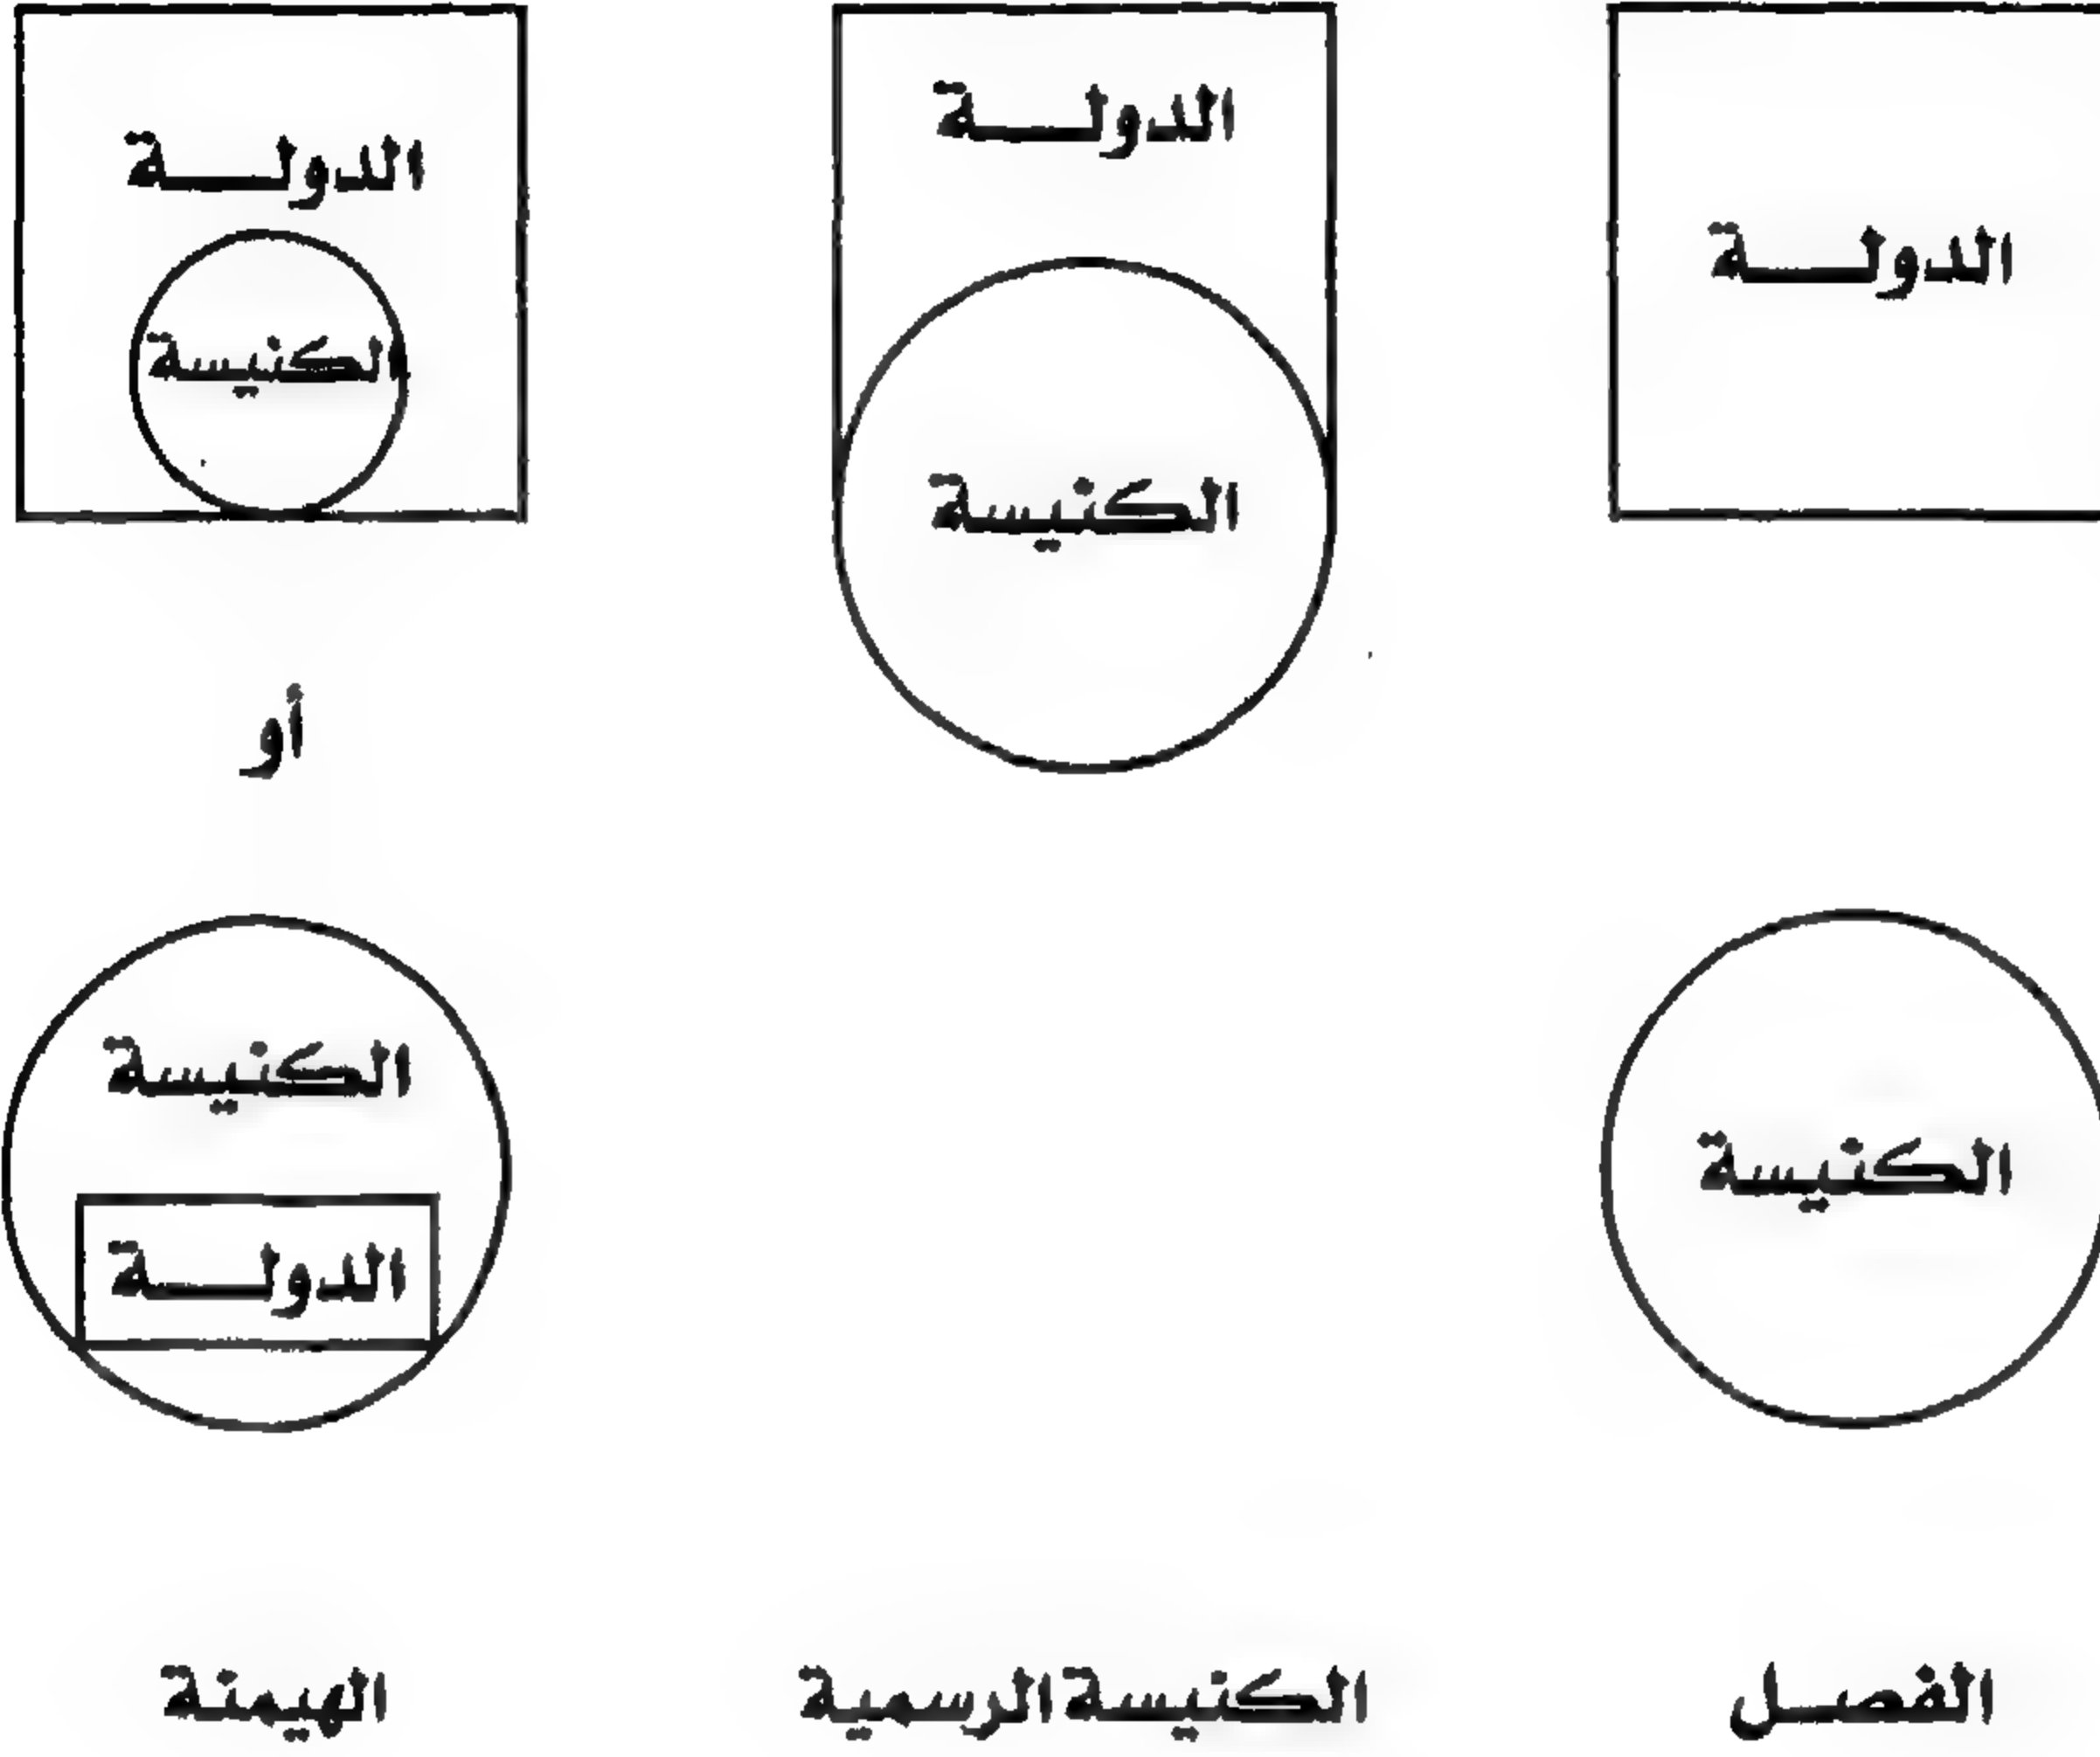 الدولة
الدولة
الدولة
الكنيسة
الكنيسة
أو
الكنيسة
الكنيسة
الدولة
الفصل
الكنيسة الرسمية
الهيمنة